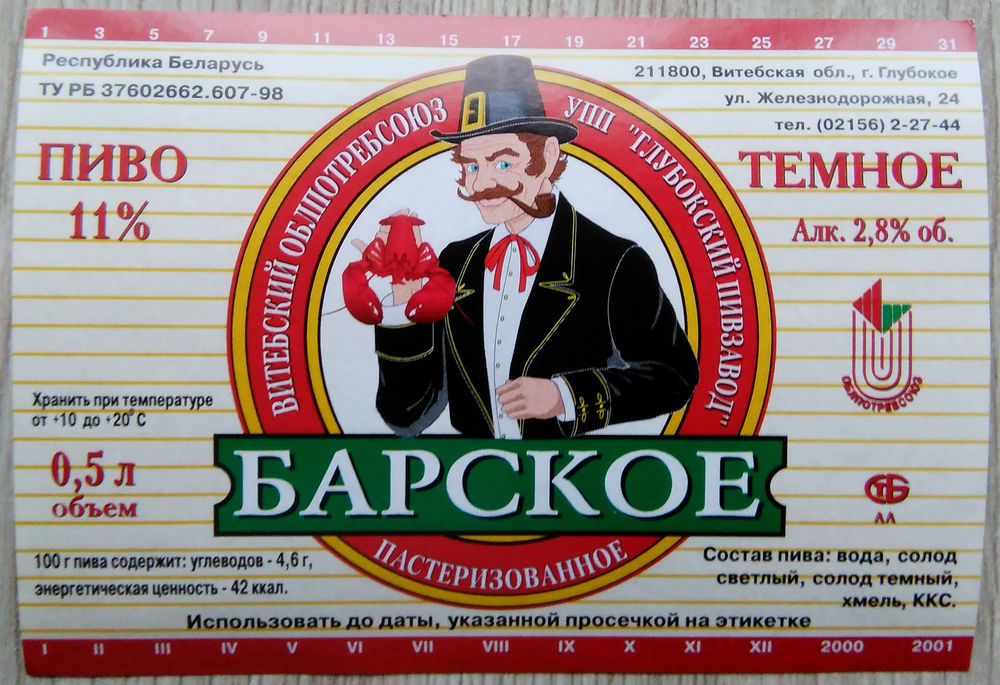 1 3 5 7 9 11 13 15 17 19 21 23 25 27 29 31
Республика Беларусь
ТУ РБ 37602662.607-98
211800, Витебская обл., г. Глубокое
ул. Железнодорожная, 24
тел. (02156) 2-27-44
ПИВО
11%
ТЕМНОЕ
Алк. 2,8% об.
ВИТЕБСКИЙ ОБЛПОТРЕБСОЮЗ
УПП "ГЛУБОКСКИЙ ПИВЗАВОД"
ОБЛПОТРЕБСОЮЗ
Хранить при температуре
от +10 до +20°С
0,5 л
объем
БАРСКОЕ
ПАСТЕРИЗОВАННОЕ
СТБ
АА
100 г пива содержит: углеводов - 4,6 г,
энергетическая ценность - 42 ккал.
Состав пива: вода, солод
светлый, солод темный,
хмель, ККС.
Использовать до даты, указанной просечкой на этикетке
I II III IV V VI VII VIII IX X XI XII 2000 2001